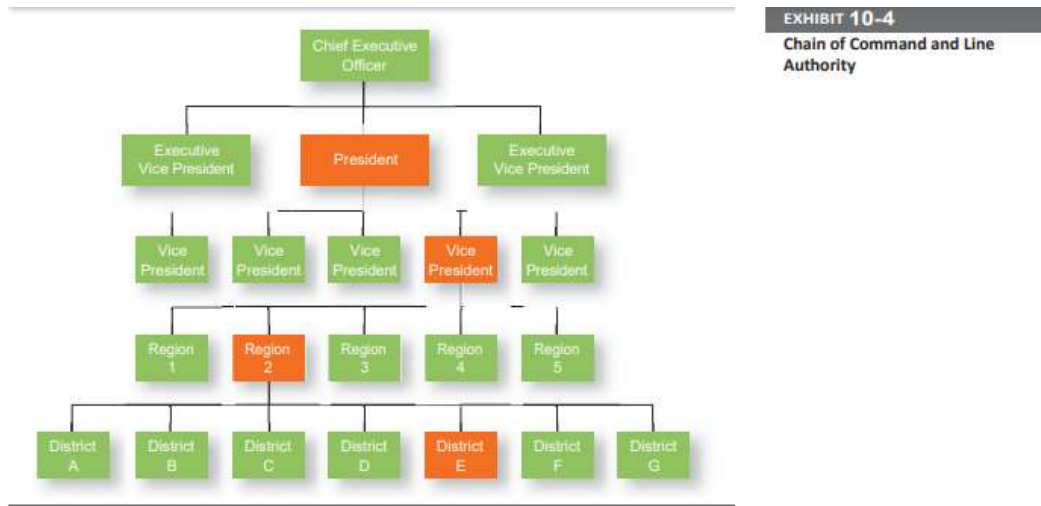 EXHIBIT 10-4
Chain of Command and Line
Authority
Chief Executive
Officer
Executive
Vice President
President
Executive
Vice President
Vice
President
Vice
President
Vice
President
Vice
President
Vice
President
Region
1
Region
2
Region
3
Region
4
Region
5
District
A
District
B
District
C
District
D
District
E
District
F
District
G